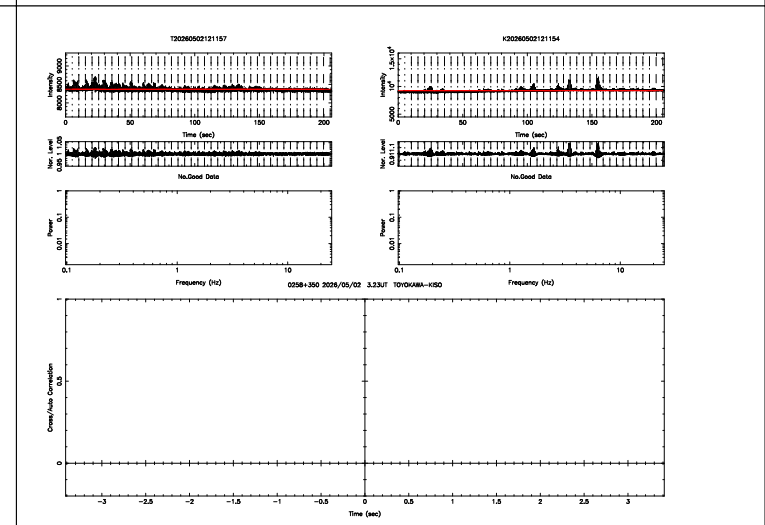 T20260502121157
K20260502121154
Intensity
8000 8500 9000
0 50 100 150 200
Time (sec)
Intensity
5000 10^4 1.5×10^4
0 50 100 150 200
Time (sec)
Nor. Level
0.95 1 1.05
No.Good Data
Nor. Level
0.9 1 1.1
No.Good Data
Power
0.01 0.1 1
0.1 1 10
Frequency (Hz)
Power
0.01 0.1 1
0.1 1 10
Frequency (Hz)
0258+350 2026/05/02 3.23UT TOYOKAWA-KISO
Cross/Auto Correlation
0 0.5 1
-3 -2.5 -2 -1.5 -1 -0.5 0 0.5 1 1.5 2 2.5 3
Time (sec)